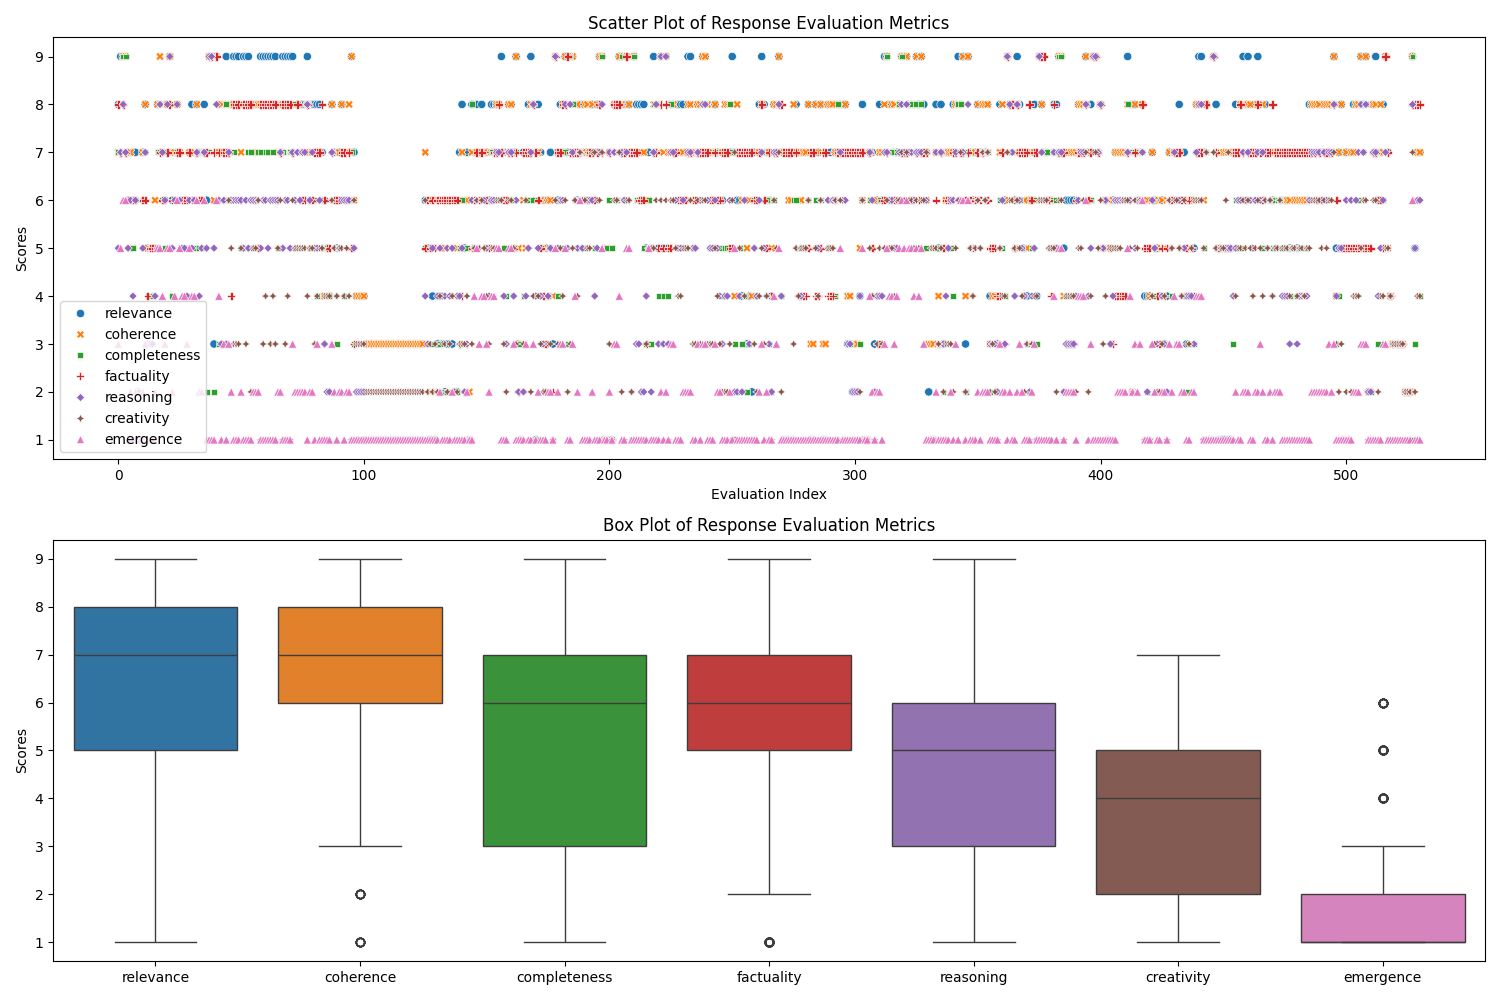 Scatter Plot of Response Evaluation Metrics
9
8
7
6
5
4
3
2
1
Scores
relevance
coherence
completeness
factuality
reasoning
creativity
emergence
0 100 200 300 400 500
Evaluation Index
Box Plot of Response Evaluation Metrics
9
8
7
6
5
4
3
2
1
Scores
relevance coherence completeness factuality reasoning creativity emergence